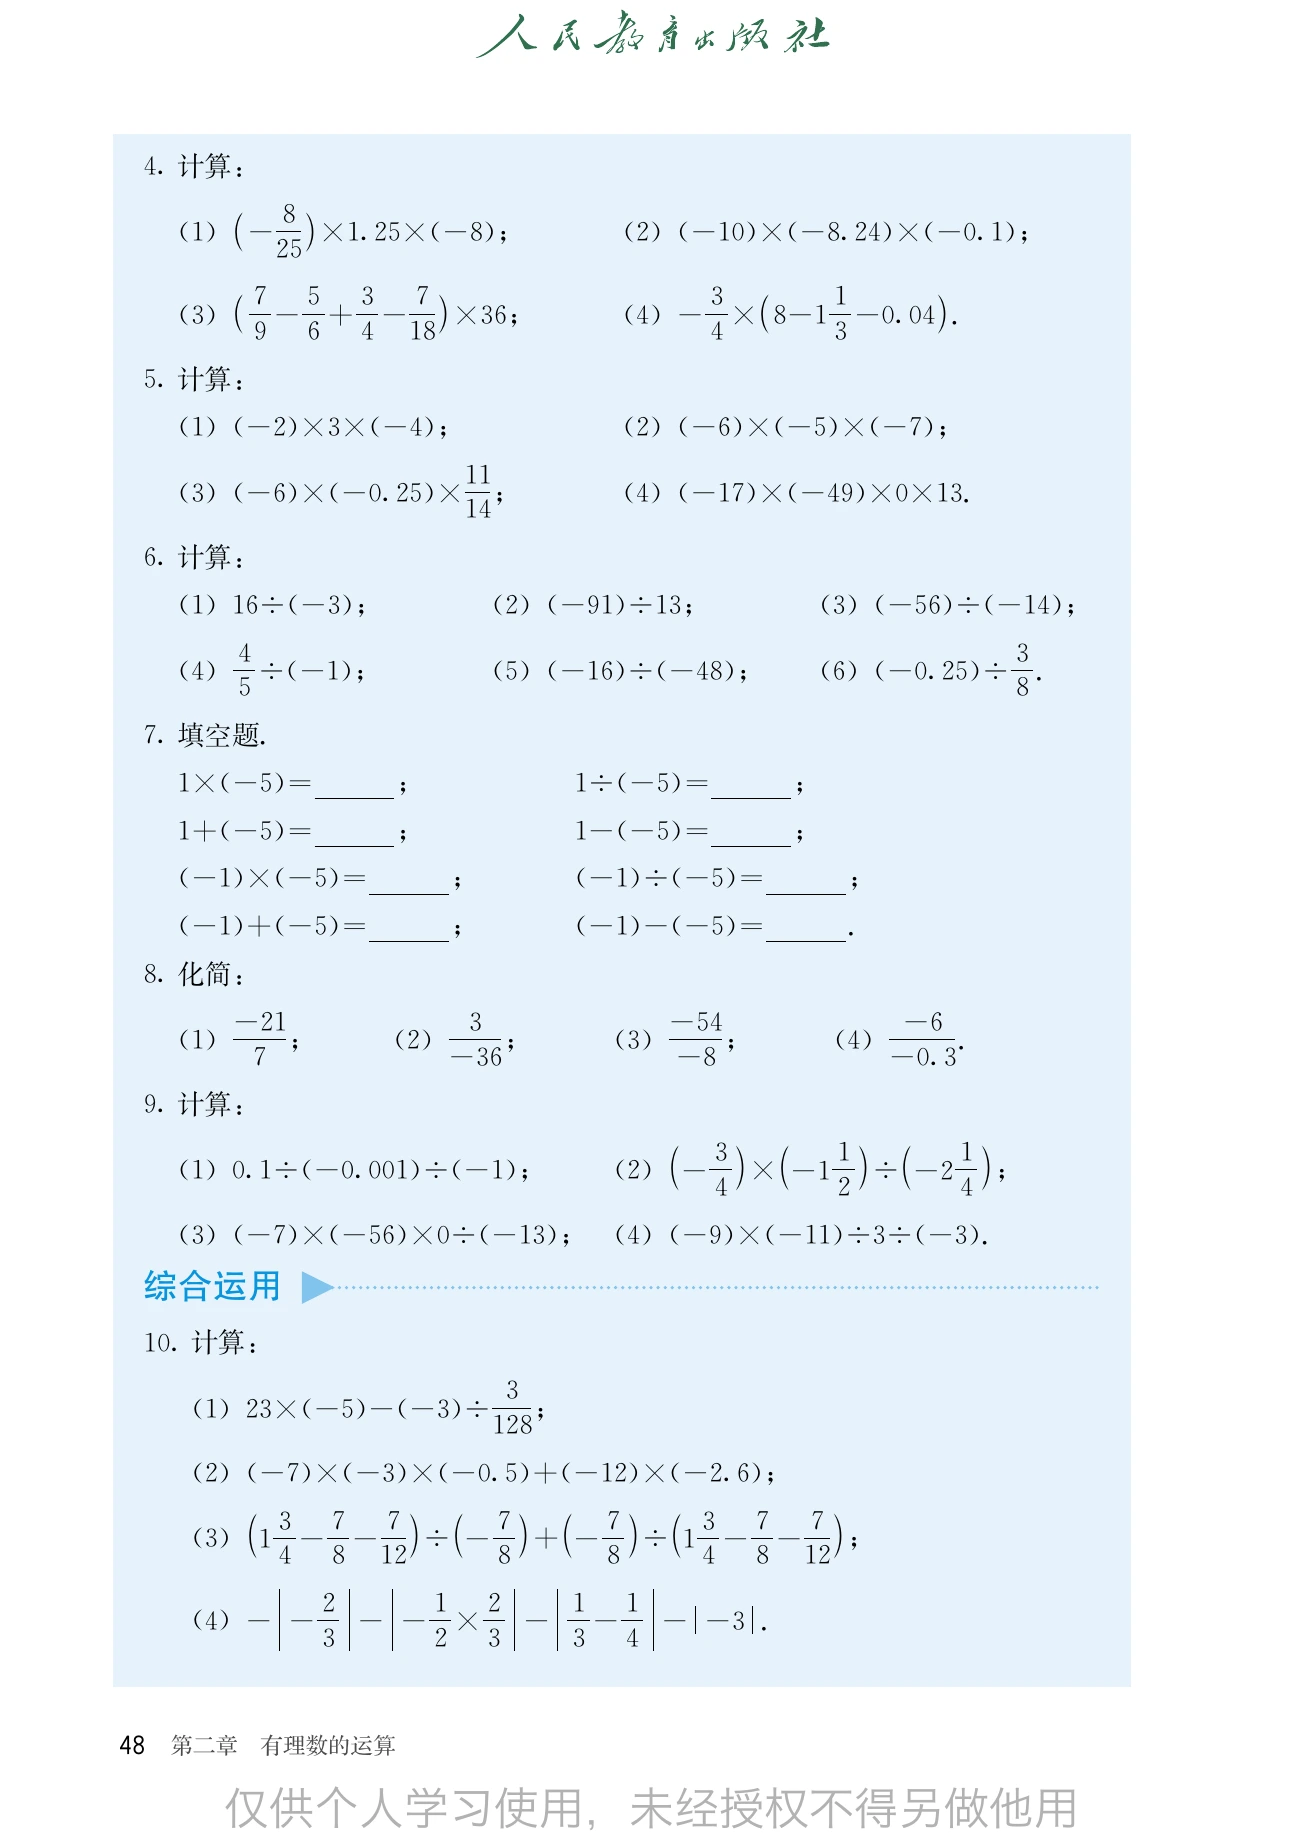 人民教育出版社
4. 计算：
(1) (-8/25)×1.25×(-8)； (2) (-10)×(-8.24)×(-0.1)；
(3) (7/9-5/6+3/4-7/18)×36； (4) -3/4×(8-1 1/3-0.04).
5. 计算：
(1) (-2)×3×(-4)； (2) (-6)×(-5)×(-7)；
(3) (-6)×(-0.25)×11/14； (4) (-17)×(-49)×0×13.
6. 计算：
(1) 16÷(-3)； (2) (-91)÷13； (3) (-56)÷(-14)；
(4) 4/5÷(-1)； (5) (-16)÷(-48)； (6) (-0.25)÷3/8.
7. 填空题.
1×(-5)=_____； 1÷(-5)=_____；
1+(-5)=_____； 1-(-5)=_____；
(-1)×(-5)=_____； (-1)÷(-5)=_____；
(-1)+(-5)=_____； (-1)-(-5)=_____.
8. 化简：
(1) -21/7； (2) 3/-36； (3) -54/-8； (4) -6/-0.3.
9. 计算：
(1) 0.1÷(-0.001)÷(-1)； (2) (-3/4)×(-1 1/2)÷(-2 1/4)；
(3) (-7)×(-56)×0÷(-13)； (4) (-9)×(-11)÷3÷(-3).
综合运用
10. 计算：
(1) 23×(-5)-(-3)÷3/128；
(2) (-7)×(-3)×(-0.5)+(-12)×(-2.6)；
(3) (1 3/4-7/8-7/12)÷(-7/8)+(-7/8)÷(1 3/4-7/8-7/12)；
(4) -|-2/3|-|-1/2×2/3|-|1/3-1/4|-|-3|.
48 第二章 有理数的运算
仅供个人学习使用，未经授权不得另做他用